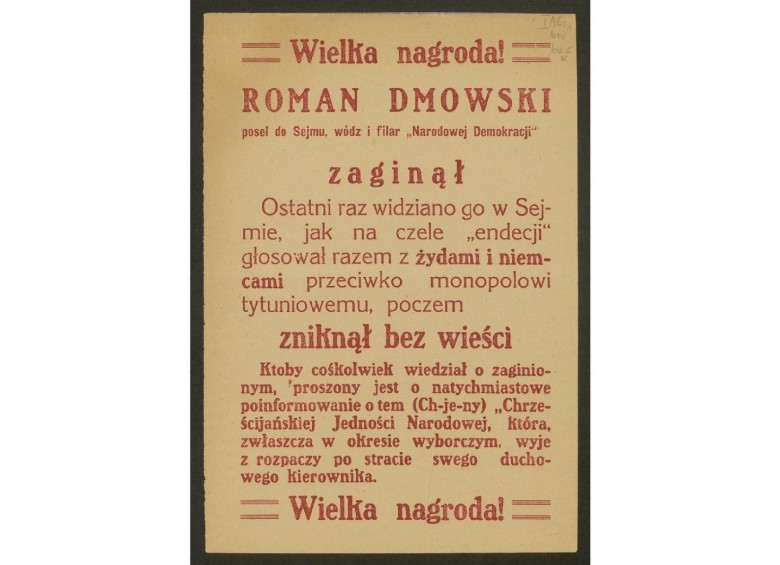 Wielka nagroda!
ROMAN DMOWSKI
poseł do Sejmu, wódz i filar „Narodowej Demokracji“
zaginął
Ostatni raz widziano go w Sej-
mie, jak na czele „endecji“
głosował razem z żydami i niem-
cami przeciwko monopolowi
tytuniowemu, poczem
zniknął bez wieści
Ktoby cośkolwiek wiedział o zaginio-
nym, proszony jest o natychmiastowe
poinformowanie o tem (Ch-je-ny) „Chrze-
ścijańskiej Jedności Narodowej, która,
zwłaszcza w okresie wyborczym, wyje
z rozpaczy po stracie swego ducho-
wego kierownika.
Wielka nagroda!